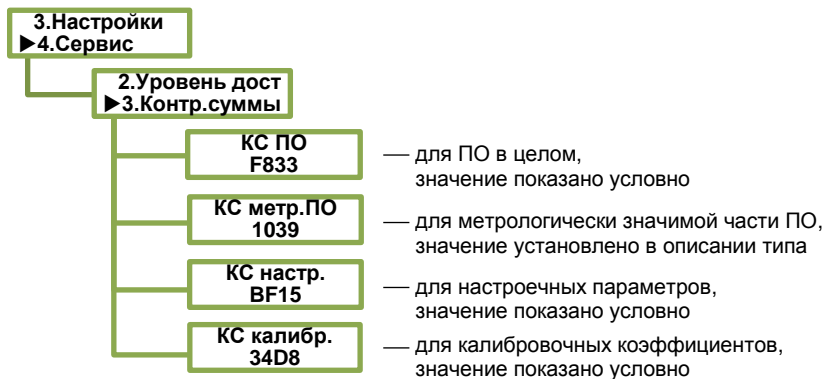 3.Настройки
▶4.Сервис
2.Уровень дост
▶3.Контр.суммы
КС ПО
F833
— для ПО в целом,
значение показано условно
КС метр.ПО
1039
— для метрологически значимой части ПО,
значение установлено в описании типа
КС настр.
BF15
— для настроечных параметров,
значение показано условно
КС калибр.
34D8
— для калибровочных коэффициентов,
значение показано условно